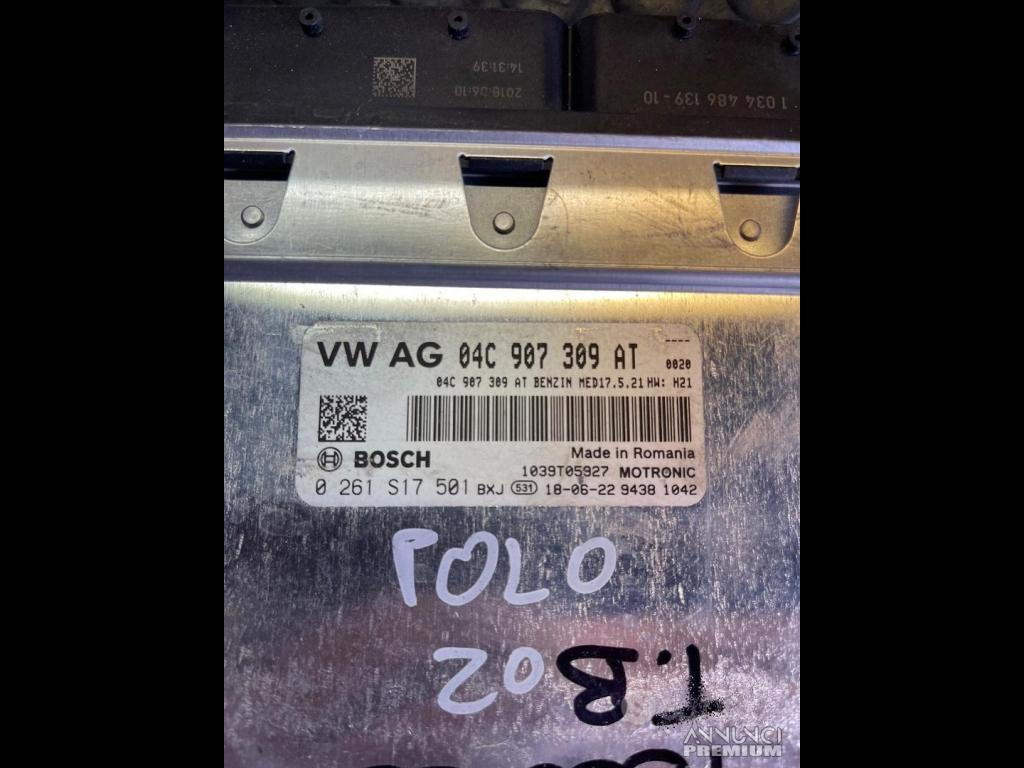 14:31:39
2018:06:10
1 034 486 139-10
VW AG 04C 907 309 AT
----
0020
04C 907 309 AT BENZIN MED17.5.21 HW: H21
BOSCH
Made in Romania
1039T05927 MOTRONIC
0 261 S17 501 BXJ 531 18-06-22 9438 1042
POLO
20
T.B
ANNUNCI
PREMIUM